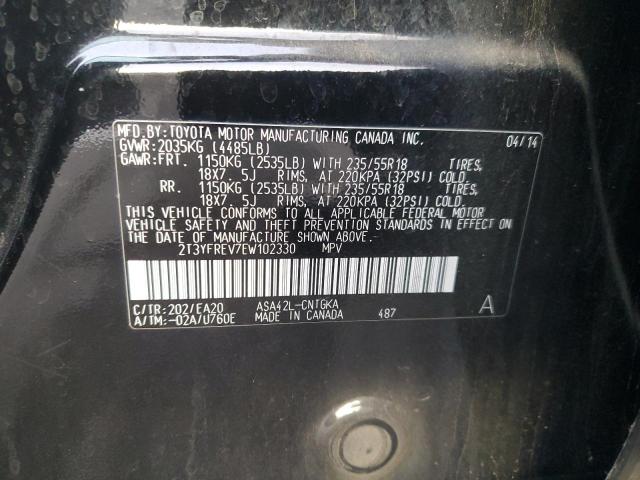 MFD. BY:TOYOTA MOTOR MANUFACTURING CANADA INC. 04/14
GVWR:2035KG (4485LB)
GAWR:FRT. 1150KG (2535LB) WITH 235/55R18 TIRES,
18X7. 5J RIMS, AT 220KPA (32PSI) COLD.
RR. 1150KG (2535LB) WITH 235/55R18 TIRES,
18X7. 5J RIMS, AT 220KPA (32PSI) COLD.
THIS VEHICLE CONFORMS TO ALL APPLICABLE FEDERAL MOTOR
VEHICLE SAFETY AND THEFT PREVENTION STANDARDS IN EFFECT ON
THE DATE OF MANUFACTURE SHOWN ABOVE.
2T3YFREV7EW102330 MPV
C/TR:202/EA20 ASA42L-CNTGKA A
A/TM:-02A/U760E MADE IN CANADA 487